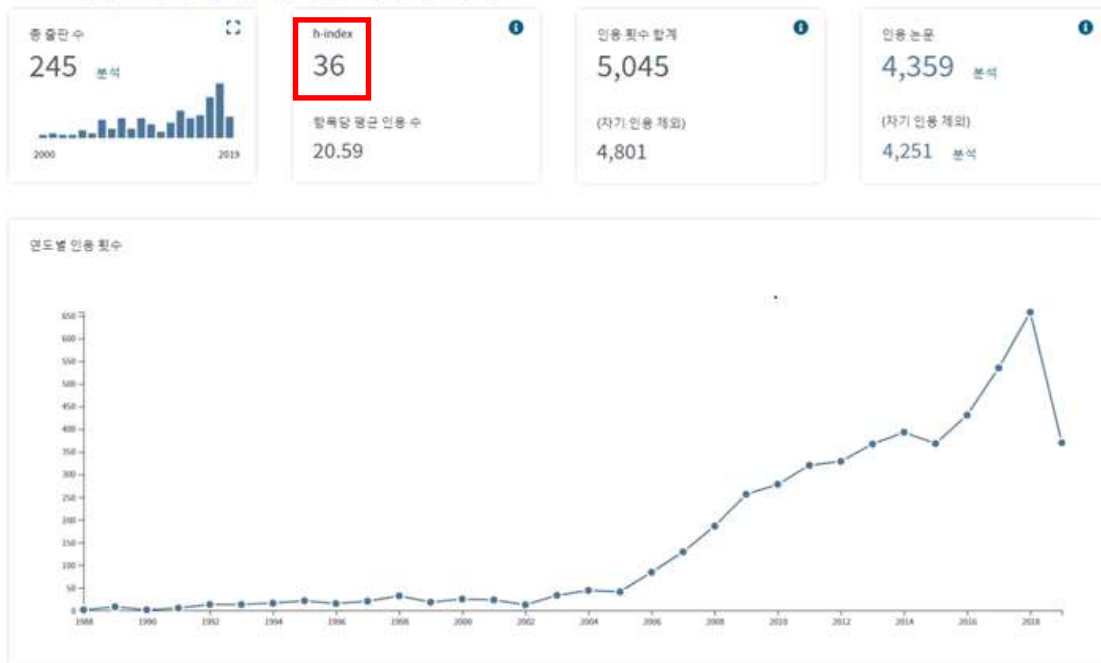 총 출판 수
245 분석
2000 2019
h-index
36
항목당 평균 인용 수
20.59
인용 횟수 합계
5,045
(자기 인용 제외)
4,801
인용 논문
4,359 분석
(자기 인용 제외)
4,251 분석
연도별 인용 횟수
650
600
550
500
450
400
350
300
250
200
150
100
50
0
1988 1990 1992 1994 1996 1998 2000 2002 2004 2006 2008 2010 2012 2014 2016 2018